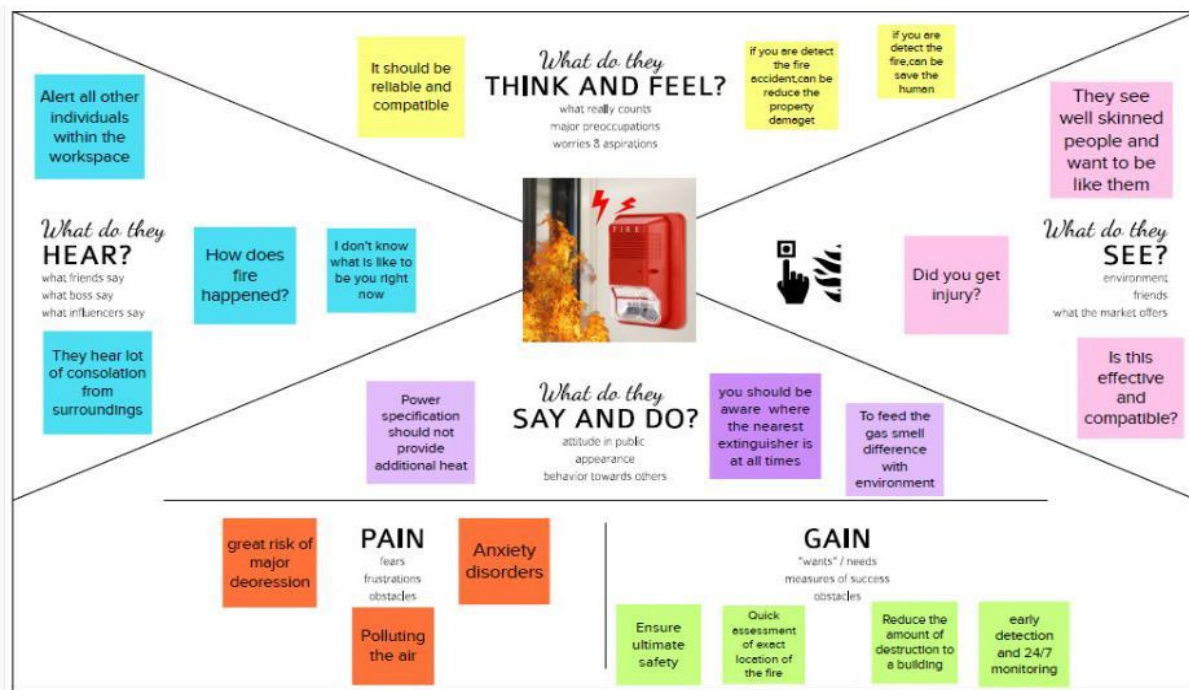 What do they
THINK AND FEEL?
what really counts
major preoccupations
worries & aspirations
It should be
reliable and
compatible
if you are detect
the fire
accident,can be
reduce the
property
damaget
if you are
detect the
fire,can be
save the
human
Alert all other
individuals
within the
workspace
What do they
HEAR?
what friends say
what boss say
what influencers say
How does
fire
happened?
I don't know
what is like to
be you right
now
They hear lot
of consolation
from
surroundings
FIRE
They see
well skinned
people and
want to be
like them
What do they
SEE?
environment
friends
what the market offers
Did you get
injury?
Is this
effective
and
compatible?
What do they
SAY AND DO?
attitude in public
appearance
behavior towards others
Power
specification
should not
provide
additional heat
you should be
aware where
the nearest
extinguisher is
at all times
To feed the
gas smell
difference
with
environment
PAIN
fears
frustrations
obstacles
great risk of
major
deoression
Anxiety
disorders
Polluting
the air
GAIN
"wants" / needs
measures of success
obstacles
Ensure
ultimate
safety
Quick
assessment
of exact
location of
the fire
Reduce the
amount of
destruction to
a building
early
detection
and 24/7
monitoring